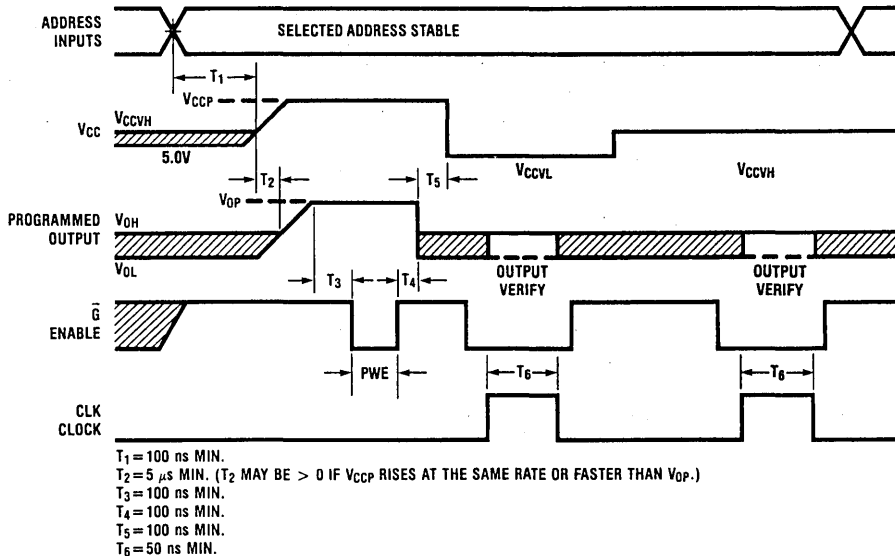 ADDRESS
INPUTS
SELECTED ADDRESS STABLE
T1
VCCP
VCC
VCCVH
5.0V
T2
T5
VCCVL
VCCVH
VOP
PROGRAMMED
OUTPUT
VOH
VOL
T3
T4
OUTPUT
VERIFY
OUTPUT
VERIFY
G̅
ENABLE
PWE
T6
T6
CLK
CLOCK
T1 = 100 ns MIN.
T2 = 5 μs MIN. (T2 MAY BE > 0 IF VCCP RISES AT THE SAME RATE OR FASTER THAN VOP.)
T3 = 100 ns MIN.
T4 = 100 ns MIN.
T5 = 100 ns MIN.
T6 = 50 ns MIN.